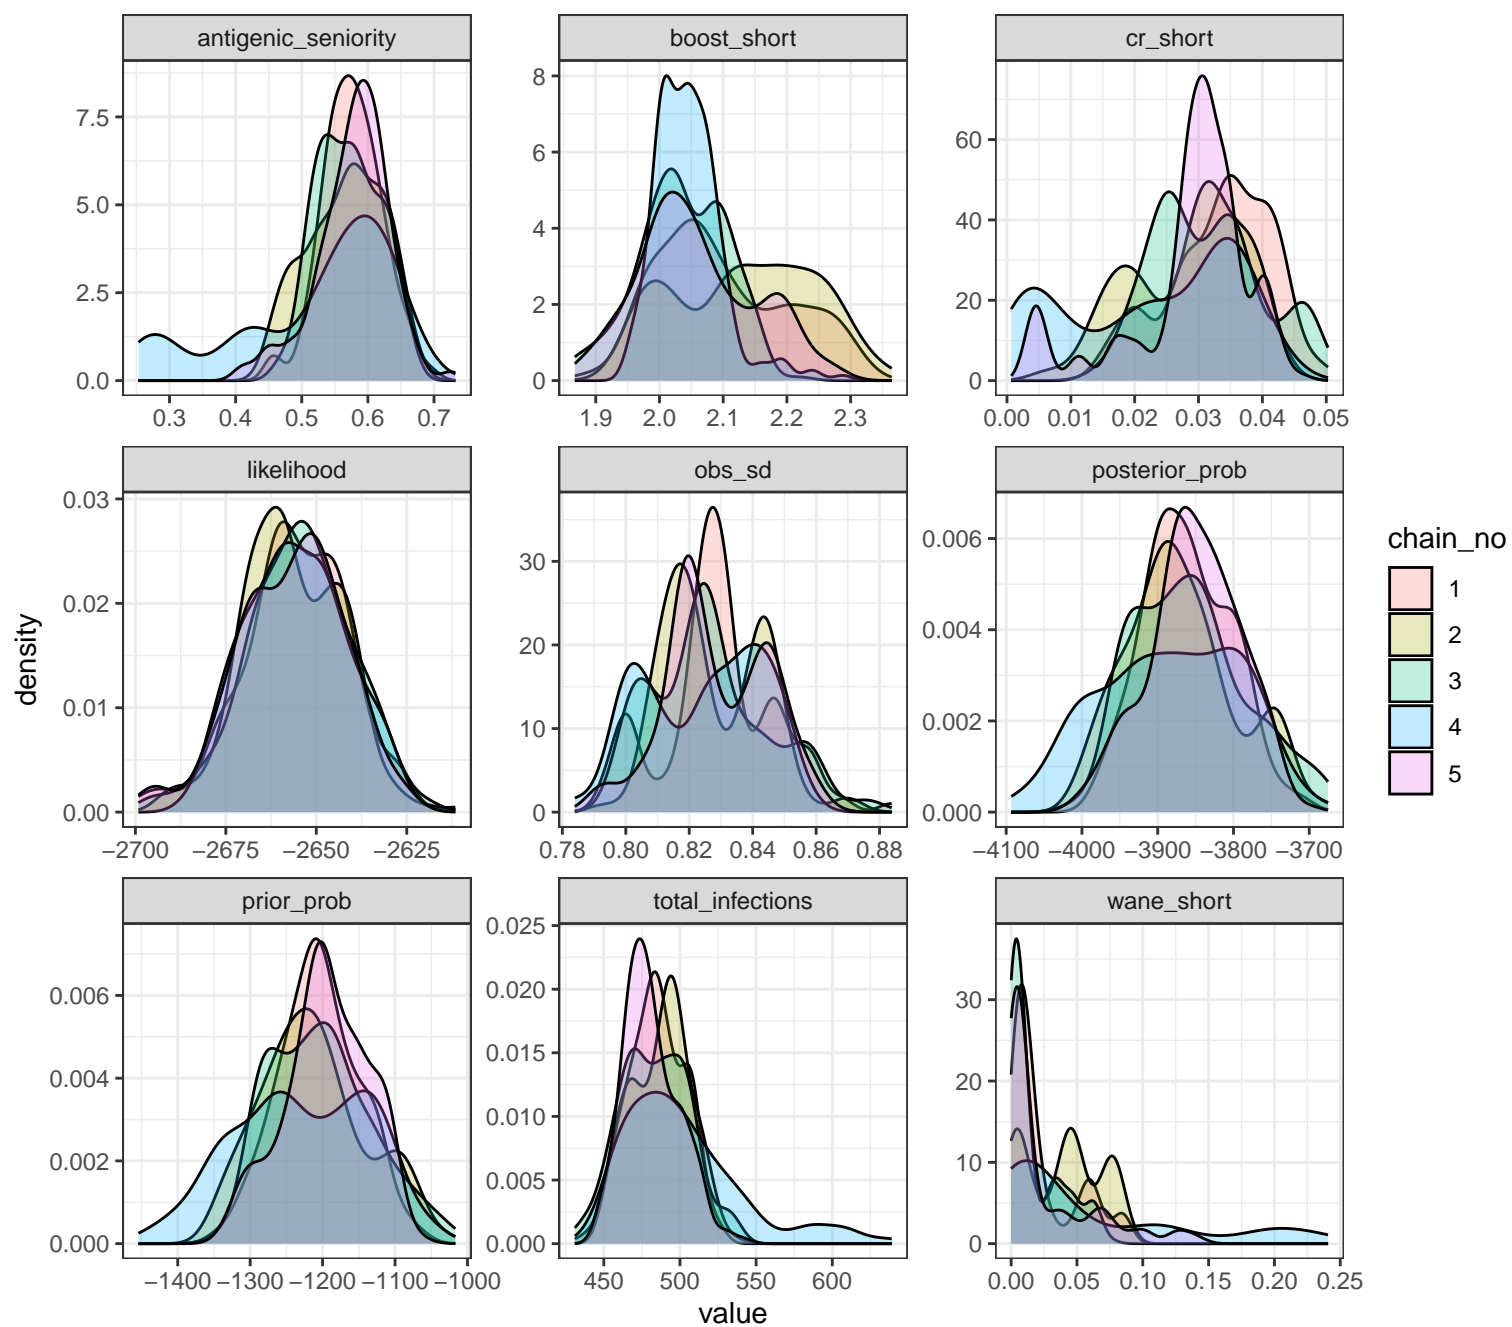 antigenic_seniority
boost_short
cr_short
7.5
5.0
2.5
0.0
0.3 0.4 0.5 0.6 0.7
8
6
4
2
0
1.9 2.0 2.1 2.2 2.3
60
40
20
0
0.00 0.01 0.02 0.03 0.04 0.05
likelihood
obs_sd
posterior_prob
0.03
0.02
0.01
0.00
−2700 −2675 −2650 −2625
30
20
10
0
0.78 0.80 0.82 0.84 0.86 0.88
0.006
0.004
0.002
0.000
−4100 −4000 −3900 −3800 −3700
prior_prob
total_infections
wane_short
0.006
0.004
0.002
0.000
−1400 −1300 −1200 −1100 −1000
0.025
0.020
0.015
0.010
0.005
0.000
450 500 550 600
30
20
10
0
0.00 0.05 0.10 0.15 0.20 0.25
density
value
chain_no
1
2
3
4
5